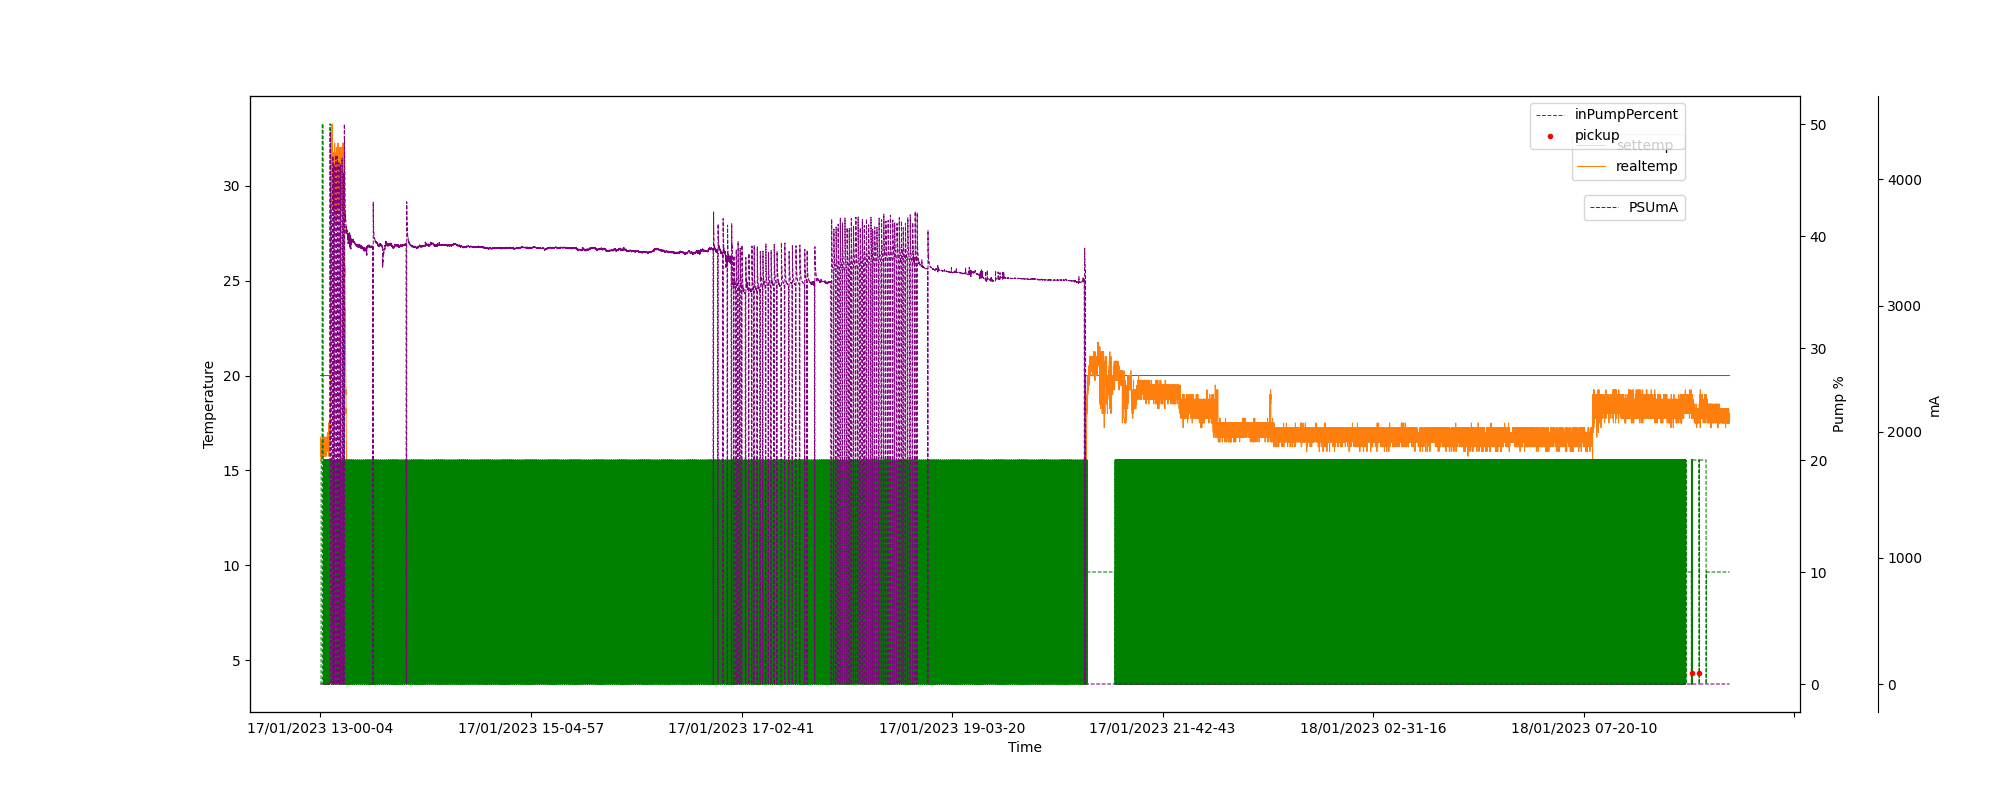 inPumpPercent
pickup
settemp
realtemp
PSUmA
30
25
20
15
10
5
Temperature
50
40
30
20
10
0
Pump %
4000
3000
2000
1000
0
mA
17/01/2023 13-00-04
17/01/2023 15-04-57
17/01/2023 17-02-41
17/01/2023 19-03-20
17/01/2023 21-42-43
18/01/2023 02-31-16
18/01/2023 07-20-10
Time